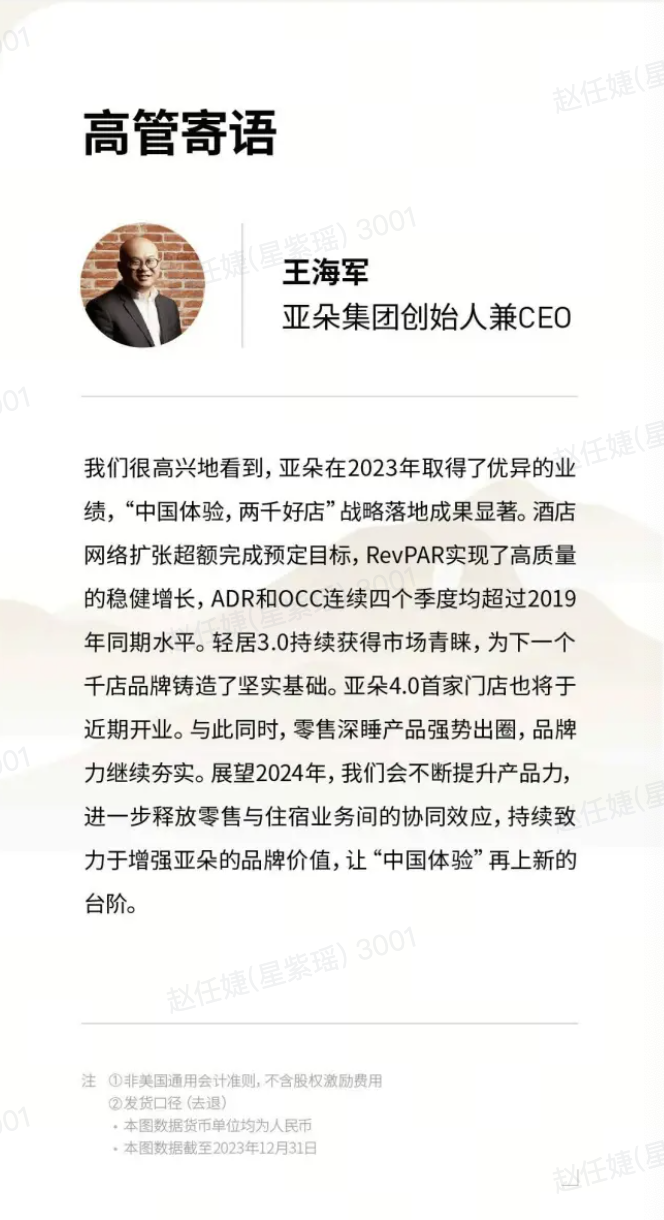 高管寄语
王海军
亚朵集团创始人兼CEO
我们很高兴地看到，亚朵在2023年取得了优异的业
绩，“中国体验，两千好店”战略落地成果显著。酒店
网络扩张超额完成预定目标，RevPAR实现了高质量
的稳健增长，ADR和OCC连续四个季度均超过2019
年同期水平。轻居3.0持续获得市场青睐，为下一个
千店品牌铸造了坚实基础。亚朵4.0首家门店也将于
近期开业。与此同时，零售深睡产品强势出圈，品牌
力继续夯实。展望2024年，我们会不断提升产品力，
进一步释放零售与住宿业务间的协同效应，持续致
力于增强亚朵的品牌价值，让“中国体验”再上新的
台阶。
注 ①非美国通用会计准则，不含股权激励费用
②发货口径（去退）
· 本图数据货币单位均为人民币
· 本图数据截至2023年12月31日
赵任婕(星紫瑶) 3001